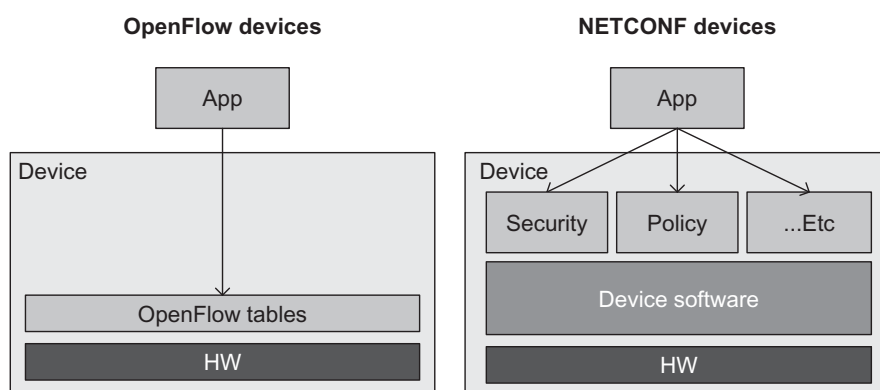 OpenFlow devices
App
Device
OpenFlow tables
HW
NETCONF devices
App
Device
Security
Policy
...Etc
Device software
HW